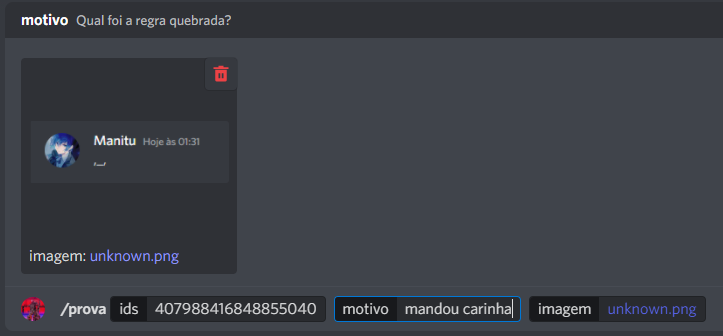 motivo Qual foi a regra quebrada?
Manitu Hoje às 01:31
,_,
imagem: unknown.png
/prova ids 407988416848855040 motivo mandou carinha imagem unknown.png